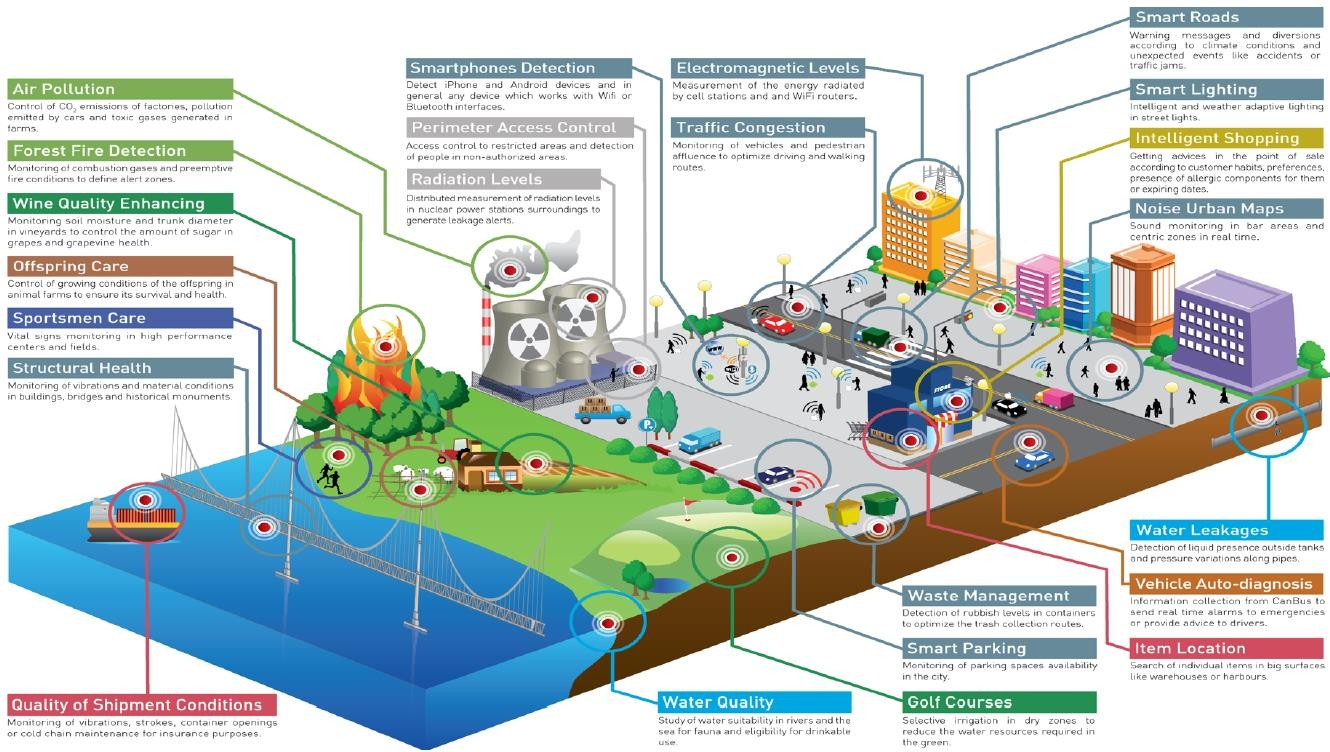 Air Pollution
Control of CO₂ emissions of factories, pollution
emitted by cars and toxic gases generated in
farms.
Forest Fire Detection
Monitoring of combustion gases and preemptive
fire conditions to define alert zones.
Wine Quality Enhancing
Monitoring soil moisture and trunk diameter
in vineyards to control the amount of sugar in
grapes and grapevine health.
Offspring Care
Control of growing conditions of the offspring in
animal farms to ensure its survival and health.
Sportsmen Care
Vital signs monitoring in high performance
centers and fields.
Structural Health
Monitoring of vibrations and material conditions
in buildings, bridges and historical monuments.
Quality of Shipment Conditions
Monitoring of vibrations, strokes, container openings
or cold chain maintenance for insurance purposes.
Smartphones Detection
Detect iPhone and Android devices and in
general any device which works with Wifi or
Bluetooth interfaces.
Perimeter Access Control
Access control to restricted areas and detection
of people in non-authorized areas.
Radiation Levels
Distributed measurement of radiation levels
in nuclear power stations surroundings to
generate leakage alerts.
Electromagnetic Levels
Measurement of the energy radiated
by cell stations and and WiFi routers.
Traffic Congestion
Monitoring of vehicles and pedestrian
affluence to optimize driving and walking
routes.
Smart Roads
Warning messages and diversions
according to climate conditions and
unexpected events like accidents or
traffic jams.
Smart Lighting
Intelligent and weather adaptive lighting
in street lights.
Intelligent Shopping
Getting advices in the point of sale
according to customer habits, preferences,
presence of allergic components for them
or expiring dates.
Noise Urban Maps
Sound monitoring in bar areas and
centric zones in real time.
STORE
P
Water Leakages
Detection of liquid presence outside tanks
and pressure variations along pipes.
Vehicle Auto-diagnosis
Information collection from CanBus to
send real time alarms to emergencies
or provide advice to drivers.
Item Location
Search of individual items in big surfaces
like warehouses or harbours.
Waste Management
Detection of rubbish levels in containers
to optimize the trash collection routes.
Smart Parking
Monitoring of parking spaces availability
in the city.
Golf Courses
Selective irrigation in dry zones to
reduce the water resources required in
the green.
Water Quality
Study of water suitability in rivers and the
sea for fauna and eligibility for drinkable
use.